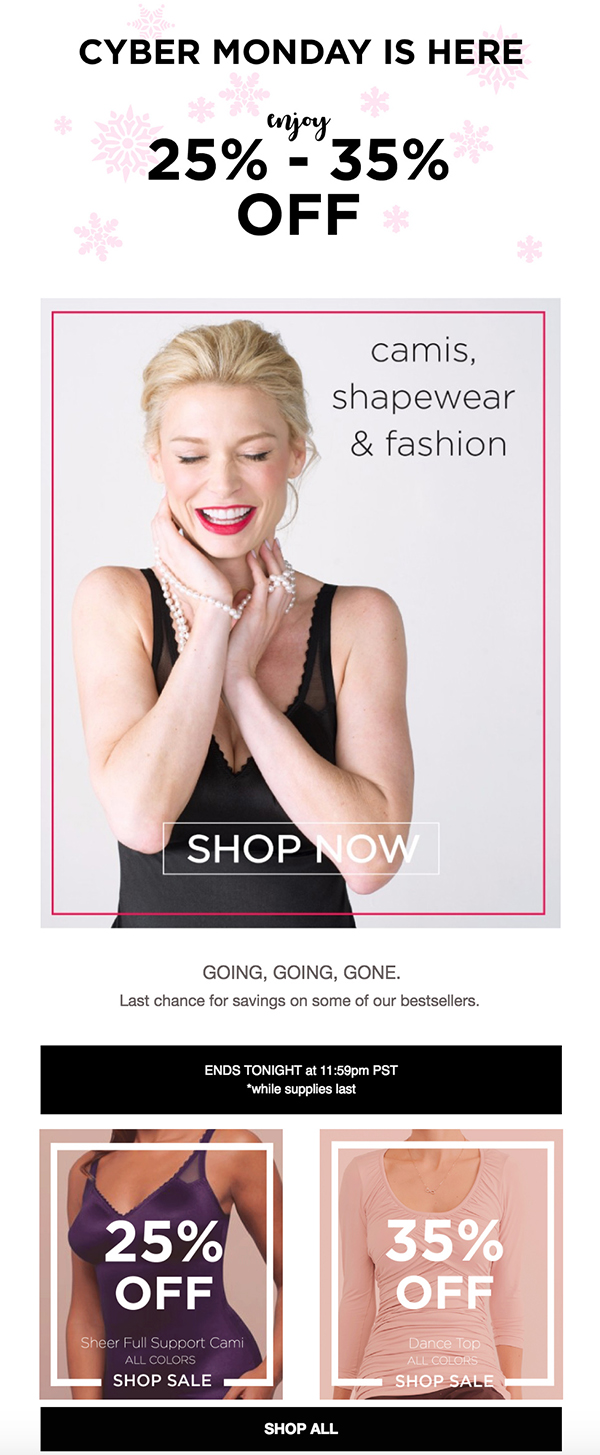 CYBER MONDAY IS HERE
enjoy
25% - 35%
OFF
camis,
shapewear
& fashion
SHOP NOW
GOING, GOING, GONE.
Last chance for savings on some of our bestsellers.
ENDS TONIGHT at 11:59pm PST
*while supplies last
25%
OFF
Sheer Full Support Cami
ALL COLORS
SHOP SALE
35%
OFF
Dance Top
ALL COLORS
SHOP SALE
SHOP ALL